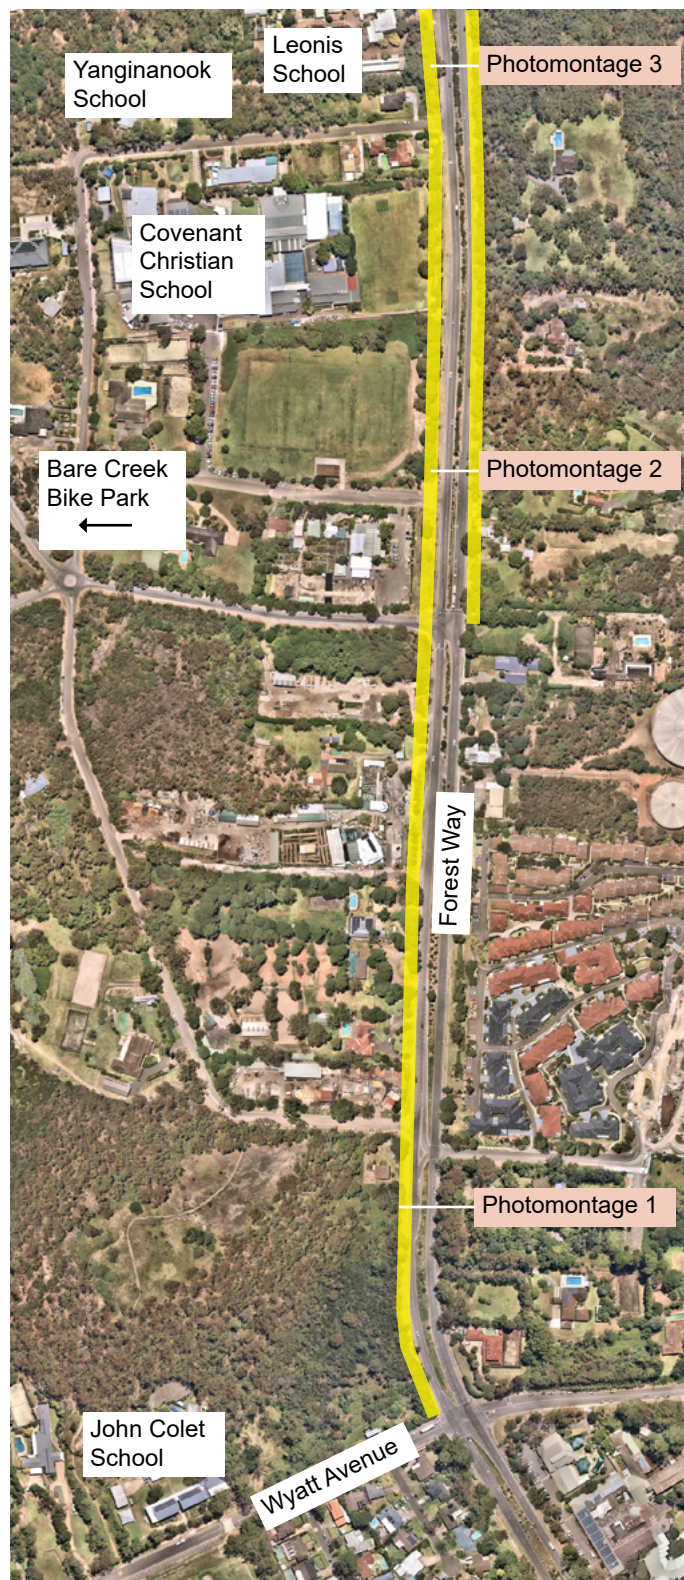 Leonis
School
Yanginanook
School
Photomontage 3
Covenant
Christian
School
Bare Creek
Bike Park
Photomontage 2
Forest Way
Photomontage 1
John Colet
School
Wyatt Avenue